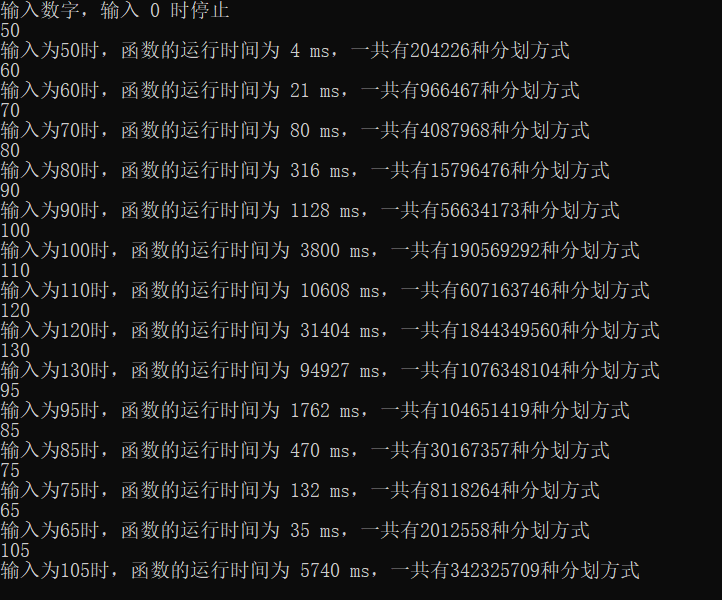 输入数字，输入 0 时停止
50
输入为50时，函数的运行时间为 4 ms，一共有204226种分划方式
60
输入为60时，函数的运行时间为 21 ms，一共有966467种分划方式
70
输入为70时，函数的运行时间为 80 ms，一共有4087968种分划方式
80
输入为80时，函数的运行时间为 316 ms，一共有15796476种分划方式
90
输入为90时，函数的运行时间为 1128 ms，一共有56634173种分划方式
100
输入为100时，函数的运行时间为 3800 ms，一共有190569292种分划方式
110
输入为110时，函数的运行时间为 10608 ms，一共有607163746种分划方式
120
输入为120时，函数的运行时间为 31404 ms，一共有1844349560种分划方式
130
输入为130时，函数的运行时间为 94927 ms，一共有1076348104种分划方式
95
输入为95时，函数的运行时间为 1762 ms，一共有104651419种分划方式
85
输入为85时，函数的运行时间为 470 ms，一共有30167357种分划方式
75
输入为75时，函数的运行时间为 132 ms，一共有8118264种分划方式
65
输入为65时，函数的运行时间为 35 ms，一共有2012558种分划方式
105
输入为105时，函数的运行时间为 5740 ms，一共有342325709种分划方式